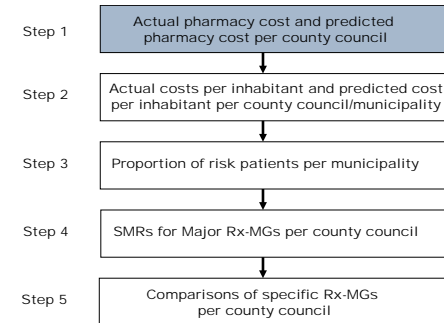 Step 1
Actual pharmacy cost and predicted
pharmacy cost per county council
Step 2
Actual costs per inhabitant and predicted cost
per inhabitant per county council/municipality
Step 3
Proportion of risk patients per municipality
Step 4
SMRs for Major Rx-MGs per county council
Step 5
Comparisons of specific Rx-MGs
per county council